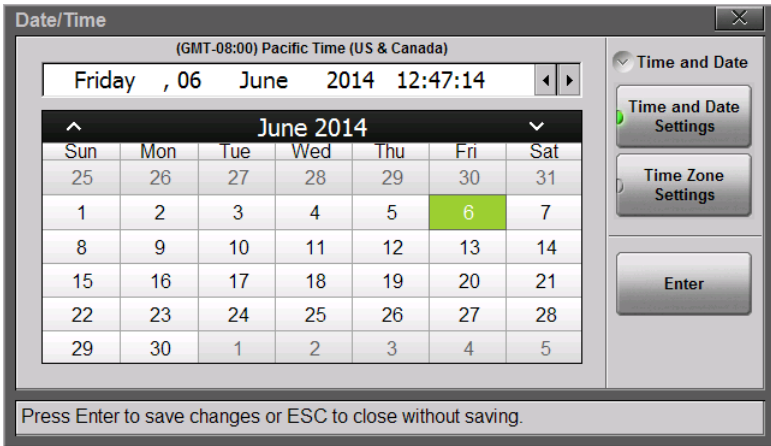 Date/Time
(GMT-08:00) Pacific Time (US & Canada)
Friday , 06 June 2014 12:47:14
June 2014
Sun Mon Tue Wed Thu Fri Sat
25 26 27 28 29 30 31
1 2 3 4 5 6 7
8 9 10 11 12 13 14
15 16 17 18 19 20 21
22 23 24 25 26 27 28
29 30 1 2 3 4 5
Time and Date
Time and Date
Settings
Time Zone
Settings
Enter
Press Enter to save changes or ESC to close without saving.